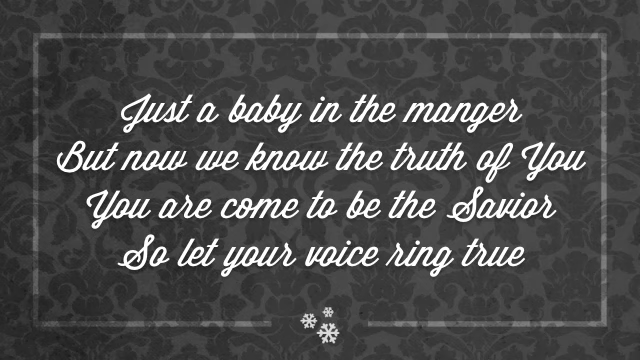 Just a baby in the manger
But now we know the truth of You
You are come to be the Savior
So let your voice ring true